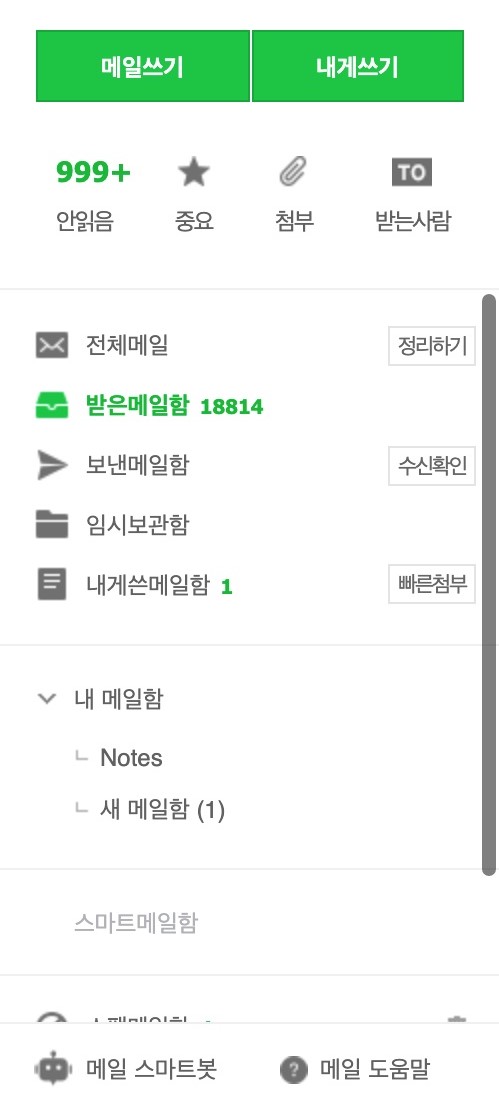 메일쓰기 내게쓰기
999+ TO
안읽음 중요 첨부 받는사람
전체메일 정리하기
받은메일함 18814
보낸메일함 수신확인
임시보관함
내게쓴메일함 1 빠른첨부
내 메일함
Notes
새 메일함 (1)
스마트메일함
메일 스마트봇 ? 메일 도움말